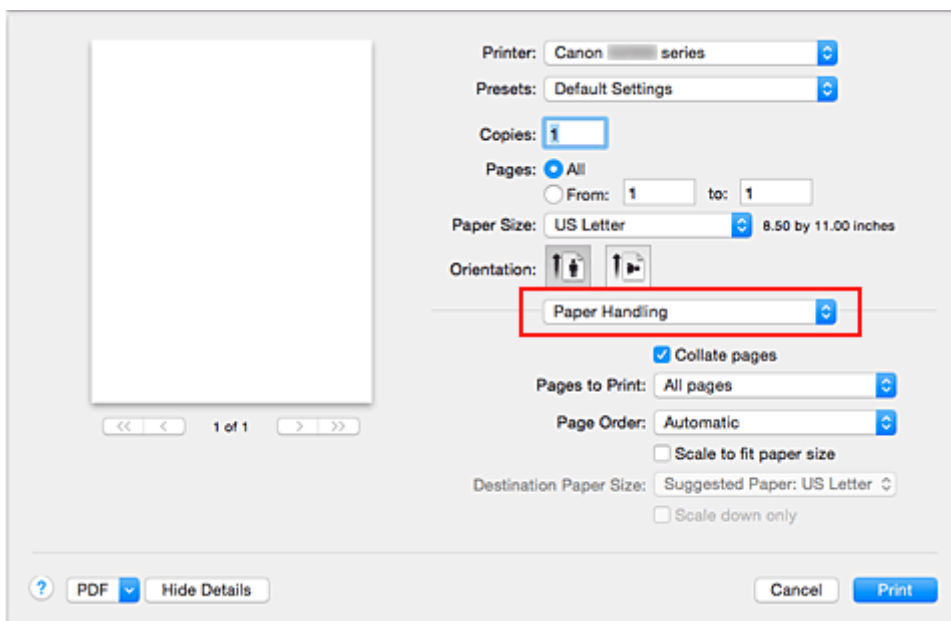 Printer: Canon series
Presets: Default Settings
Copies: 1
Pages: All
From: 1 to: 1
Paper Size: US Letter 8.50 by 11.00 inches
Orientation:
Paper Handling
Collate pages
Pages to Print: All pages
Page Order: Automatic
Scale to fit paper size
Destination Paper Size: Suggested Paper: US Letter
Scale down only
<< < 1 of 1 > >>
? PDF Hide Details Cancel Print